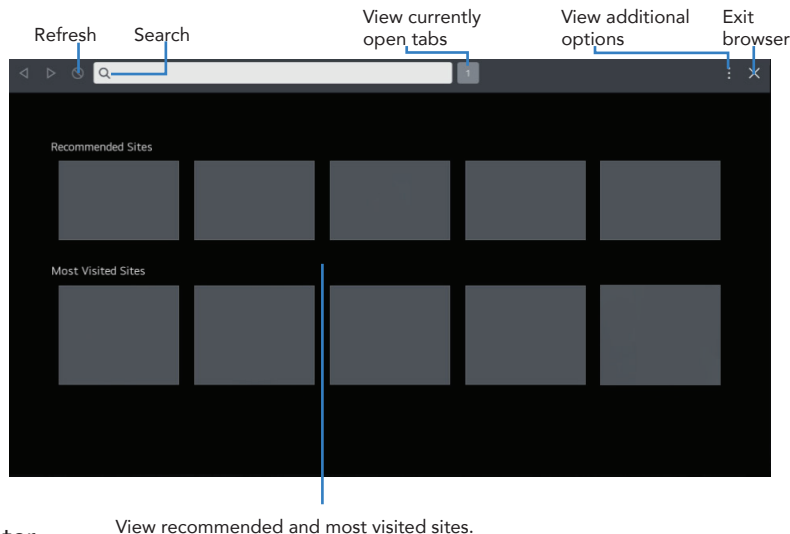 View currently
open tabs
View additional
options
Exit
browser
Refresh
Search
1
Recommended Sites
Most Visited Sites
View recommended and most visited sites.